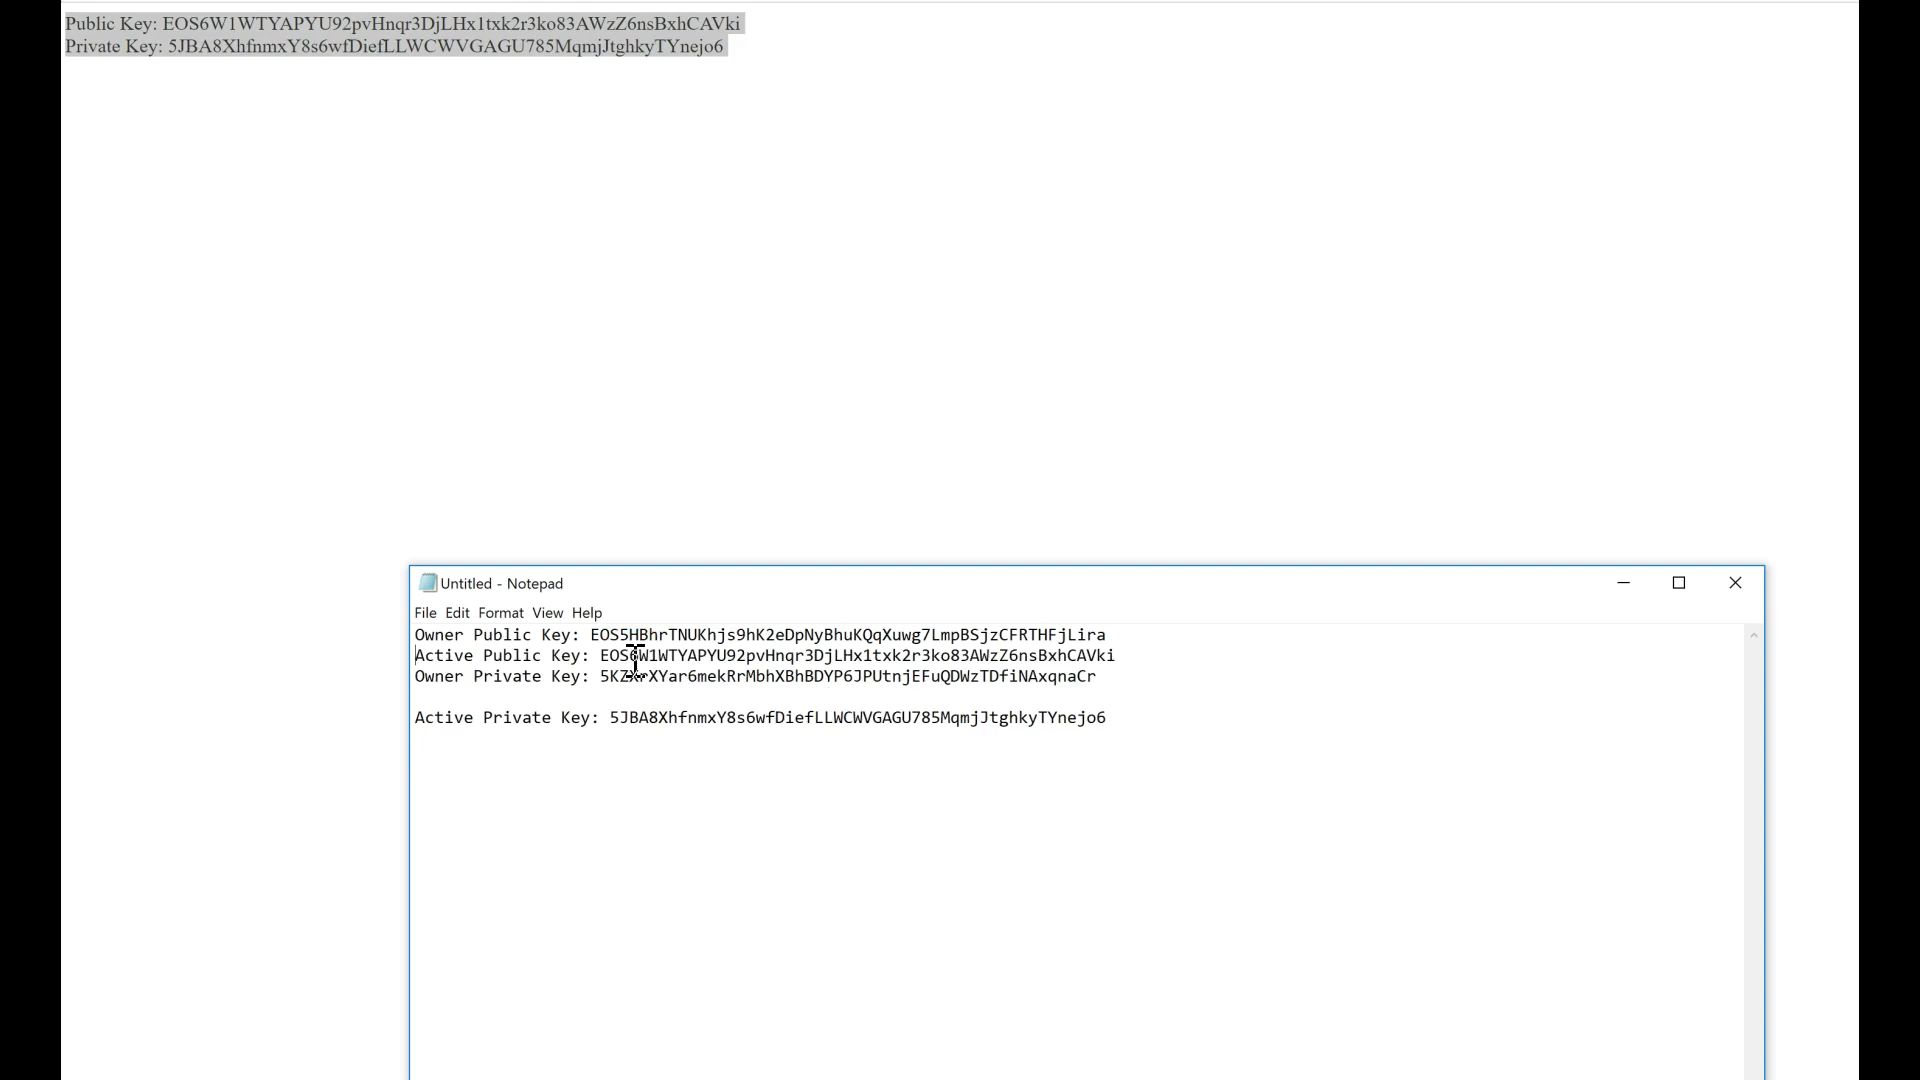 Public Key: EOS6W1WTYAPYU92pvHnqr3DjLHx1txk2r3ko83AWzZ6nsBxhCAVki
Private Key: 5JBA8XhfnmxY8s6wfDiefLLWCWVGAGU785MqmjJtghkyTYnejo6
Untitled - Notepad
File Edit Format View Help
Owner Public Key: EOS5HBhrTNUKhjs9hK2eDpNyBhuKQqXuwg7LmpBSjzCFRTHFjLira
Active Public Key: EOS6W1WTYAPYU92pvHnqr3DjLHx1txk2r3ko83AWzZ6nsBxhCAVki
Owner Private Key: 5KZXrXYar6mekRrMbhXBhBDYP6JPUtnjEFuQDWzTDfiNAxqnaCr
Active Private Key: 5JBA8XhfnmxY8s6wfDiefLLWCWVGAGU785MqmjJtghkyTYnejo6